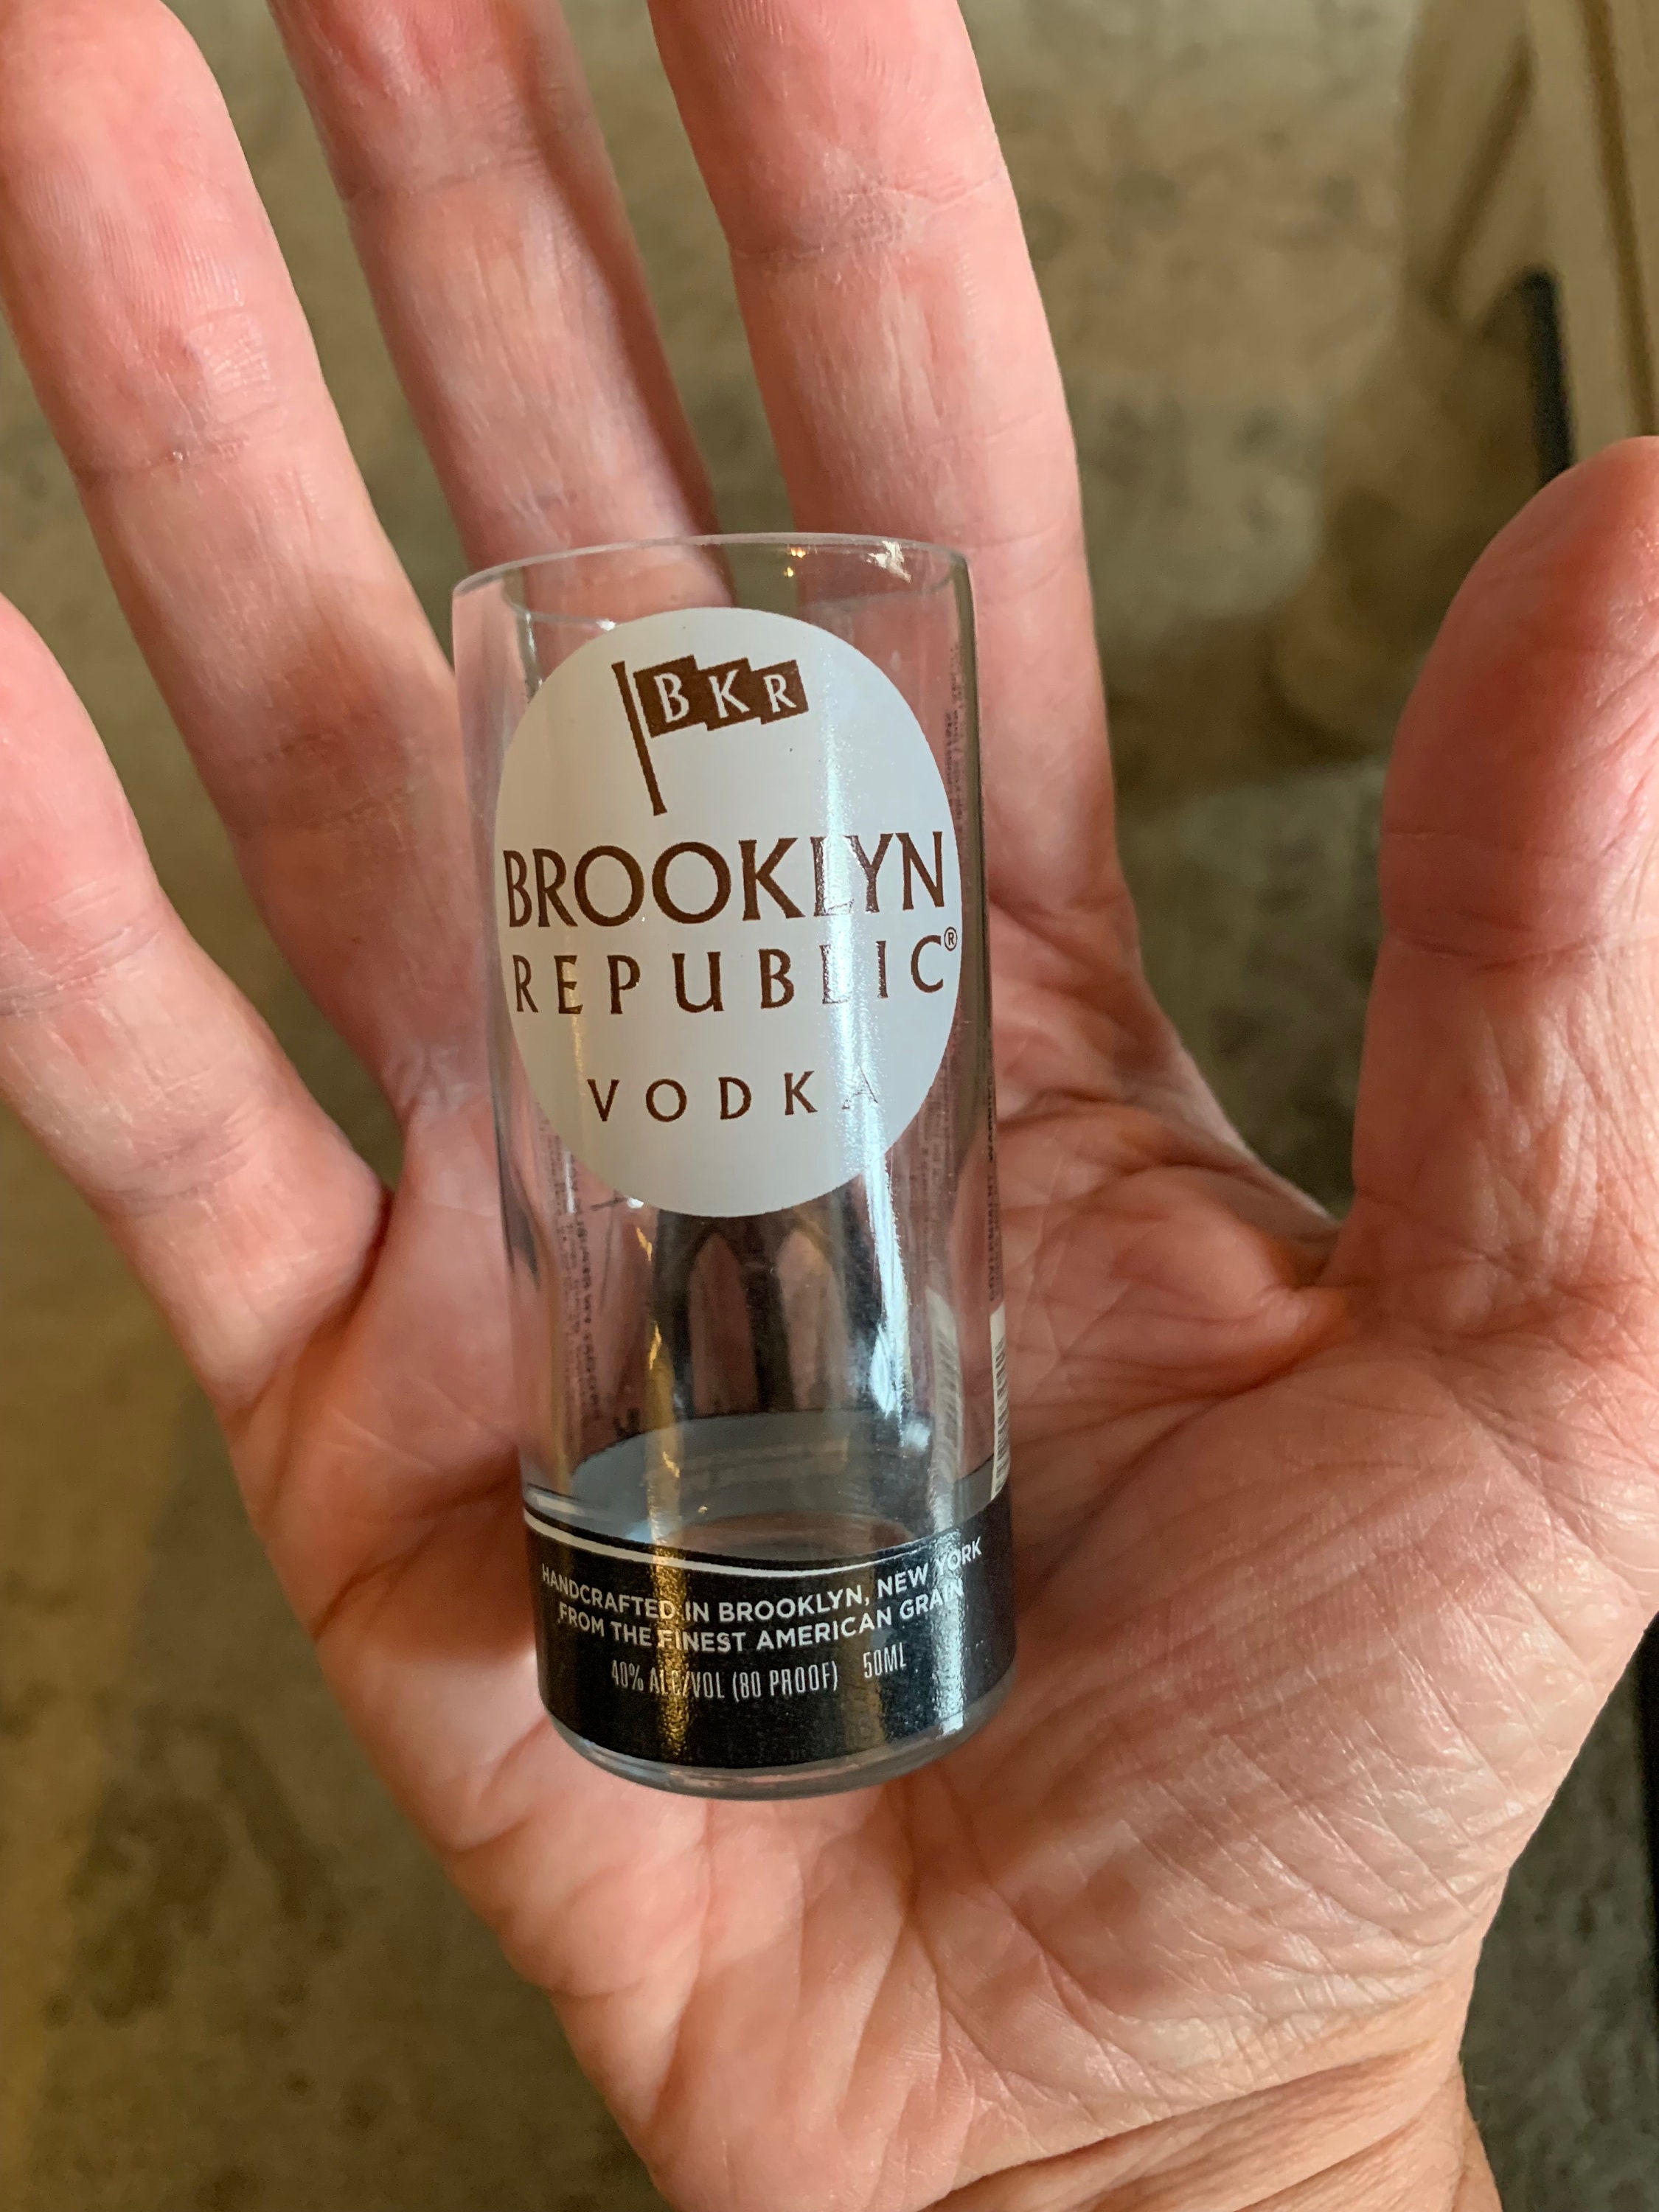 BKR
BROOKLYN
REPUBLIC®
VODKA
HANDCRAFTED IN BROOKLYN, NEW YORK
FROM THE FINEST AMERICAN GRAIN
40% ALC/VOL (80 PROOF) 50ML